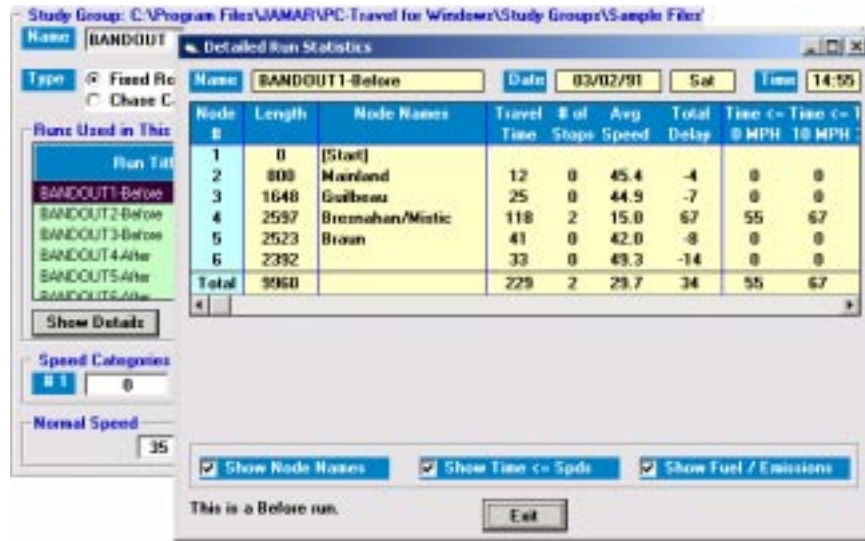 Study Group: C:\Program Files\JAMAR\PC-Travel for Windows\Study Groups\Sample Files\
Name BANDOUT
Type Fixed Ro
Chase C
Runs Used in This
Run Titl
BANDOUT1-Before
BANDOUT2-Before
BANDOUT3-Before
BANDOUT4-After
BANDOUT5-After
BANDOUT6-After
Show Details
Speed Categories
# 1 0
Normal Speed
35
Detailed Run Statistics
Name BANDOUT1-Before Date 03/02/91 Sat Time 14:55
Node # Length Node Names Travel Time # of Stops Avg Speed Total Delay Time <= 0 MPH Time <= 10 MPH
1 0 [Start]
2 800 Mainland 12 0 45.4 -4 0 0
3 1648 Guilbeau 25 0 44.9 -7 0 0
4 2597 Bresnahan/Mistic 118 2 15.0 67 55 67
5 2523 Braun 41 0 42.0 -8 0 0
6 2392 33 0 49.3 -14 0 0
Total 9960 229 2 29.7 34 55 67
Show Node Names Show Time <= Spds Show Fuel / Emissions
This is a Before run.
Exit